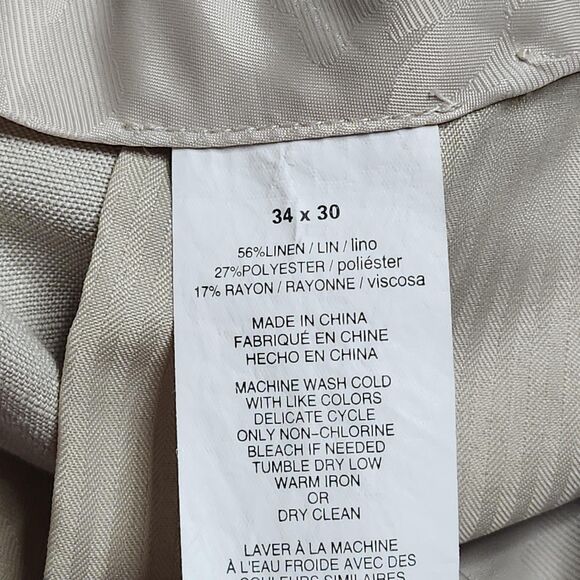 34 x 30
56%LINEN / LIN / lino
27%POLYESTER / poliéster
17% RAYON / RAYONNE / viscosa
MADE IN CHINA
FABRIQUÉ EN CHINE
HECHO EN CHINA
MACHINE WASH COLD
WITH LIKE COLORS
DELICATE CYCLE
ONLY NON-CHLORINE
BLEACH IF NEEDED
TUMBLE DRY LOW
WARM IRON
OR
DRY CLEAN
LAVER À LA MACHINE
À L'EAU FROIDE AVEC DES
COULEURS SIMILAIRES